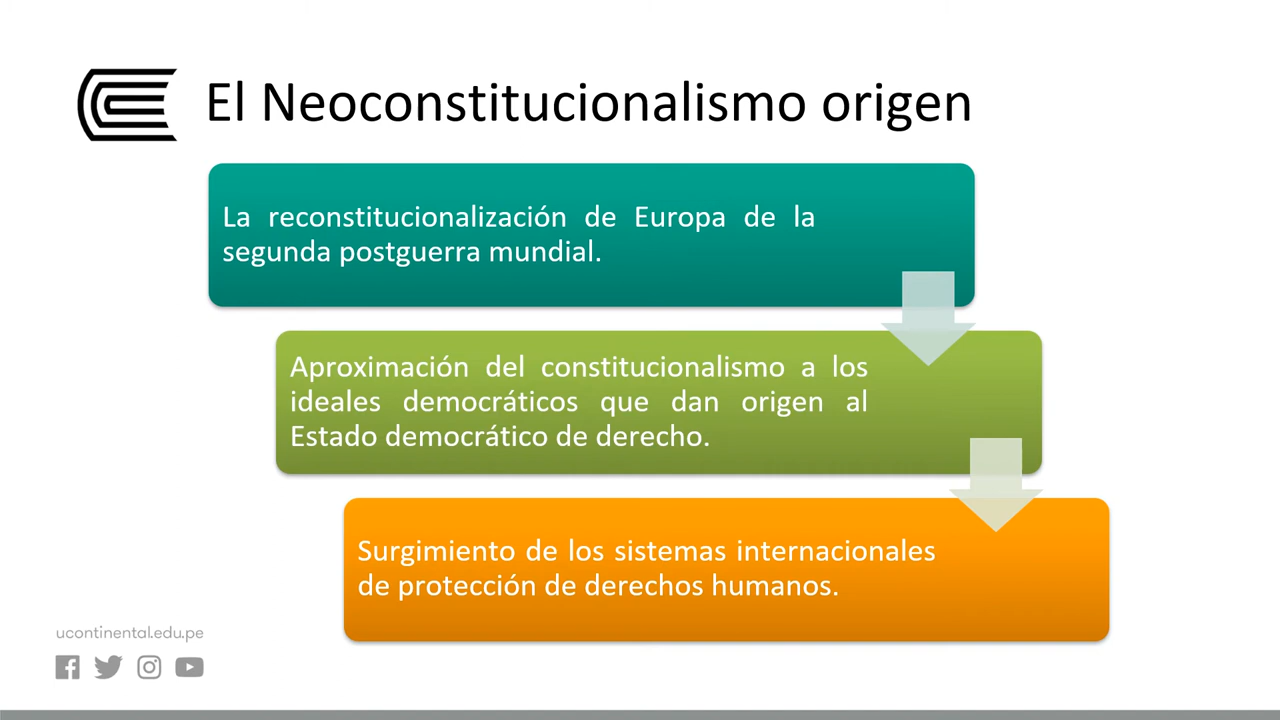 El Neoconstitucionalismo origen
La reconstitucionalización de Europa de la
segunda postguerra mundial.
Aproximación del constitucionalismo a los
ideales democráticos que dan origen al
Estado democrático de derecho.
Surgimiento de los sistemas internacionales
de protección de derechos humanos.
ucontinental.edu.pe